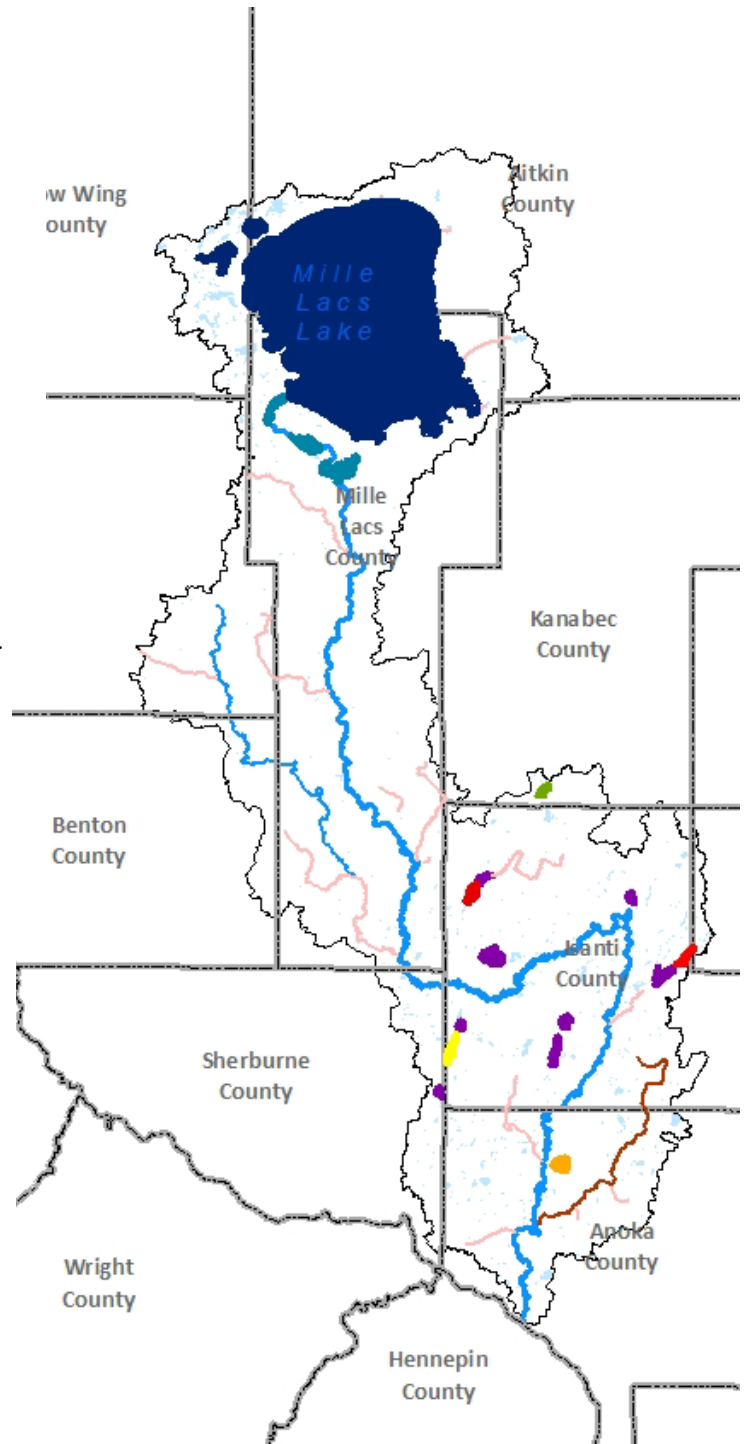 ow Wing
ounty
Aitkin
County
Mille
Lacs
Lake
Mille
Lacs
County
Kanabec
County
Benton
County
Isanti
County
Sherburne
County
Anoka
County
Wright
County
Hennepin
County